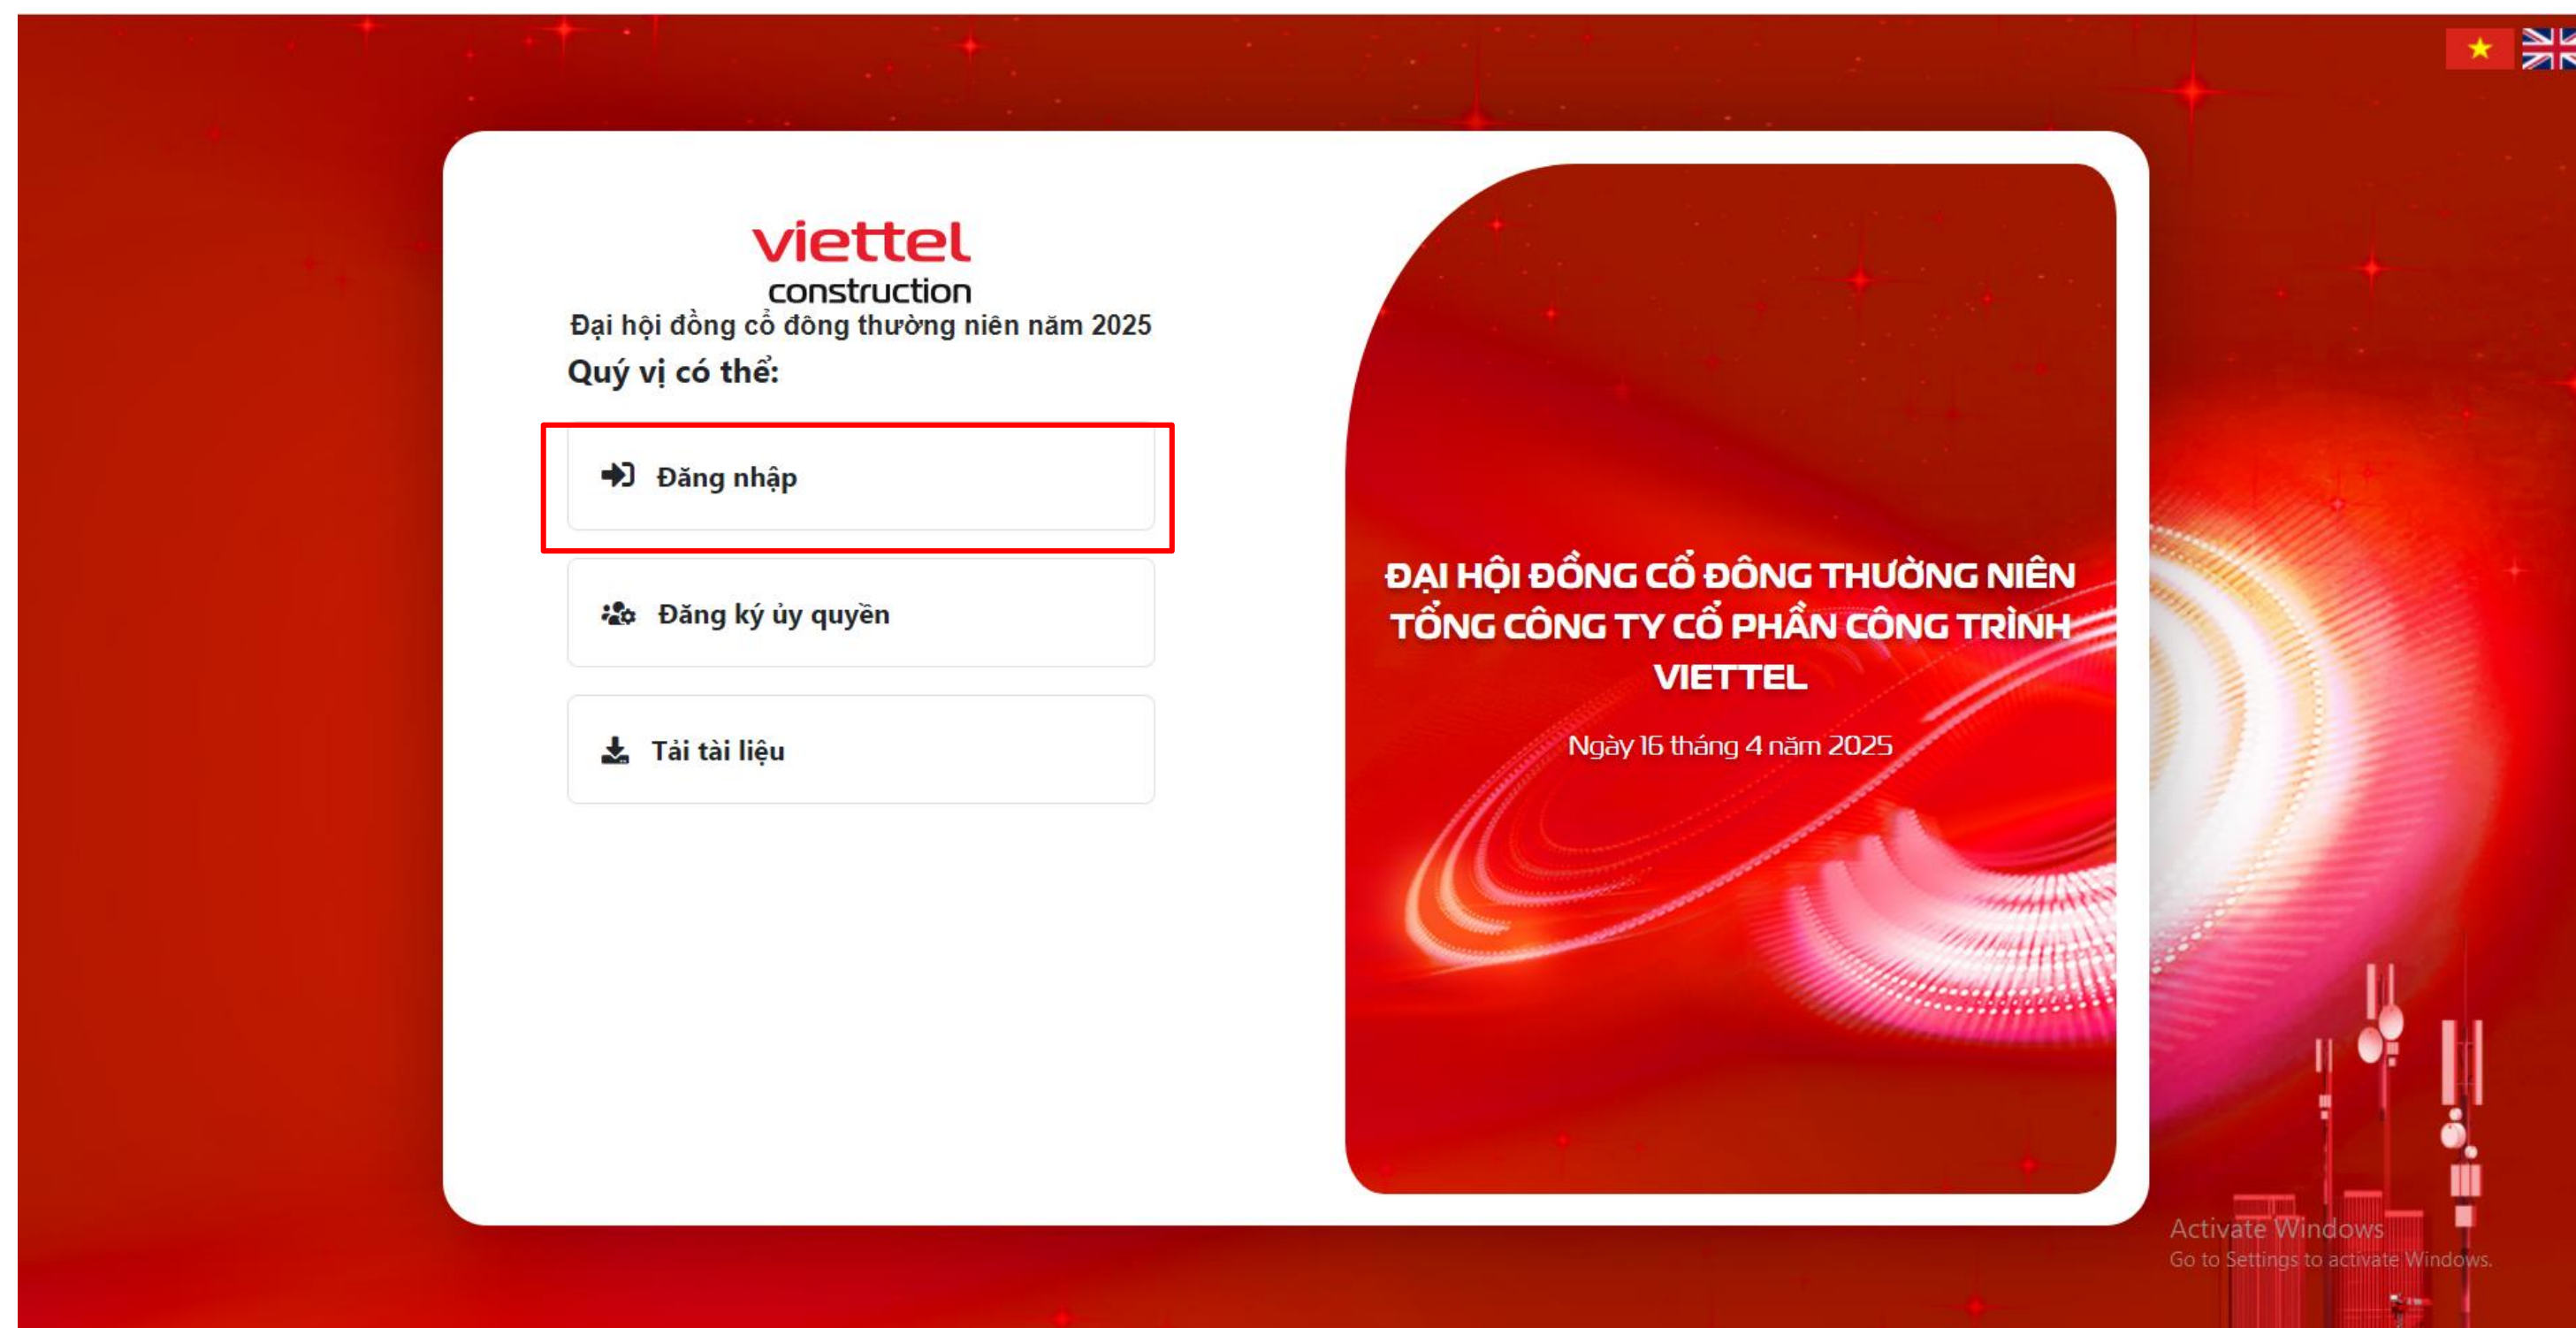 viettel
construction
Đại hội đồng cổ đông thường niên năm 2025
Quý vị có thể:
Đăng nhập
Đăng ký ủy quyền
Tải tài liệu
ĐẠI HỘI ĐỒNG CỔ ĐÔNG THƯỜNG NIÊN
TỔNG CÔNG TY CỔ PHẦN CÔNG TRÌNH
VIETTEL
Ngày 16 tháng 4 năm 2025
Activate Windows
Go to Settings to activate Windows.